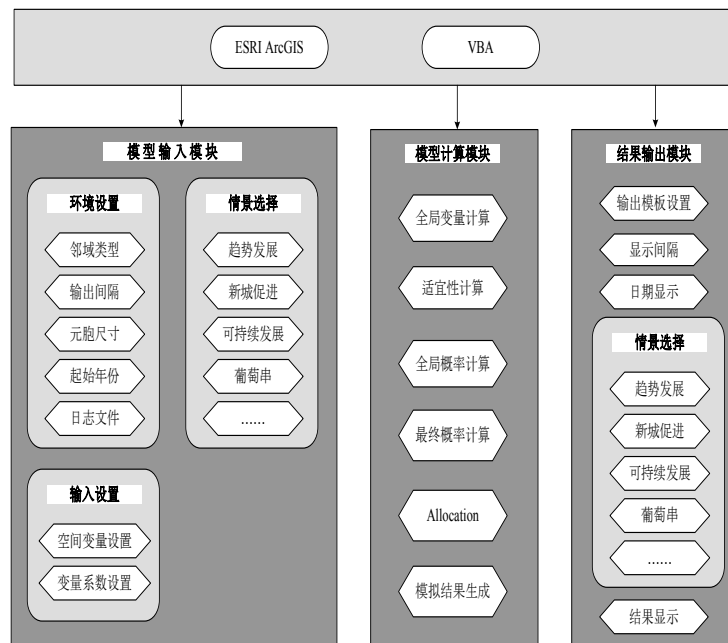 ESRI ArcGIS
VBA
模型输入模块
环境设置
邻域类型
输出间隔
元胞尺寸
起始年份
日志文件
情景选择
趋势发展
新城促进
可持续发展
葡萄串
......
输入设置
空间变量设置
变量系数设置
模型计算模块
全局变量计算
适宜性计算
全局概率计算
最终概率计算
Allocation
模拟结果生成
结果输出模块
输出模板设置
显示间隔
日期显示
情景选择
趋势发展
新城促进
可持续发展
葡萄串
......
结果显示